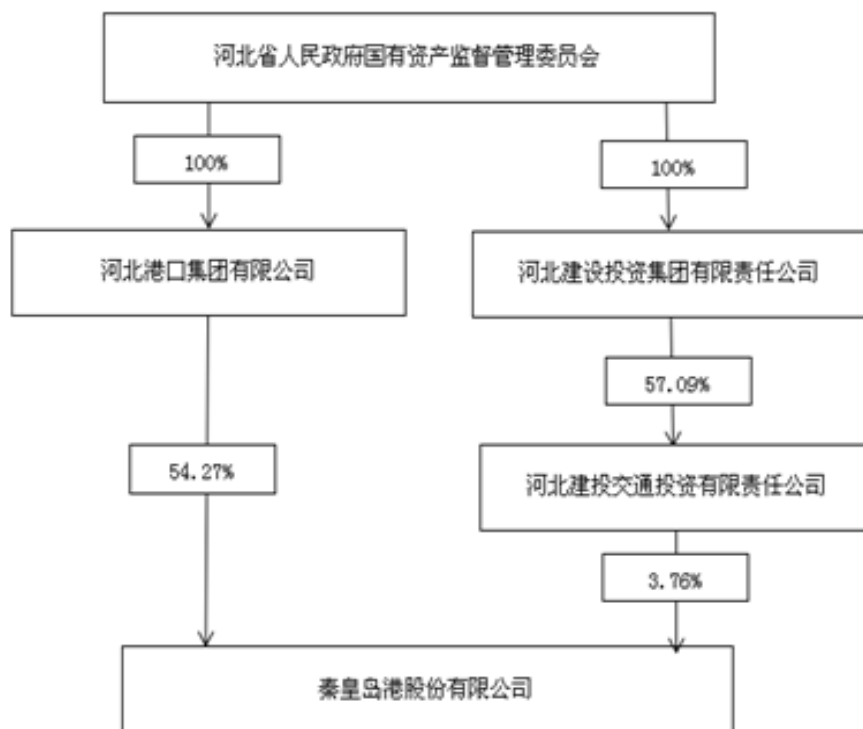 河北省人民政府国有资产监督管理委员会
100%
100%
河北港口集团有限公司
河北建设投资集团有限责任公司
57.09%
54.27%
河北建投交通投资有限责任公司
3.76%
秦皇岛港股份有限公司